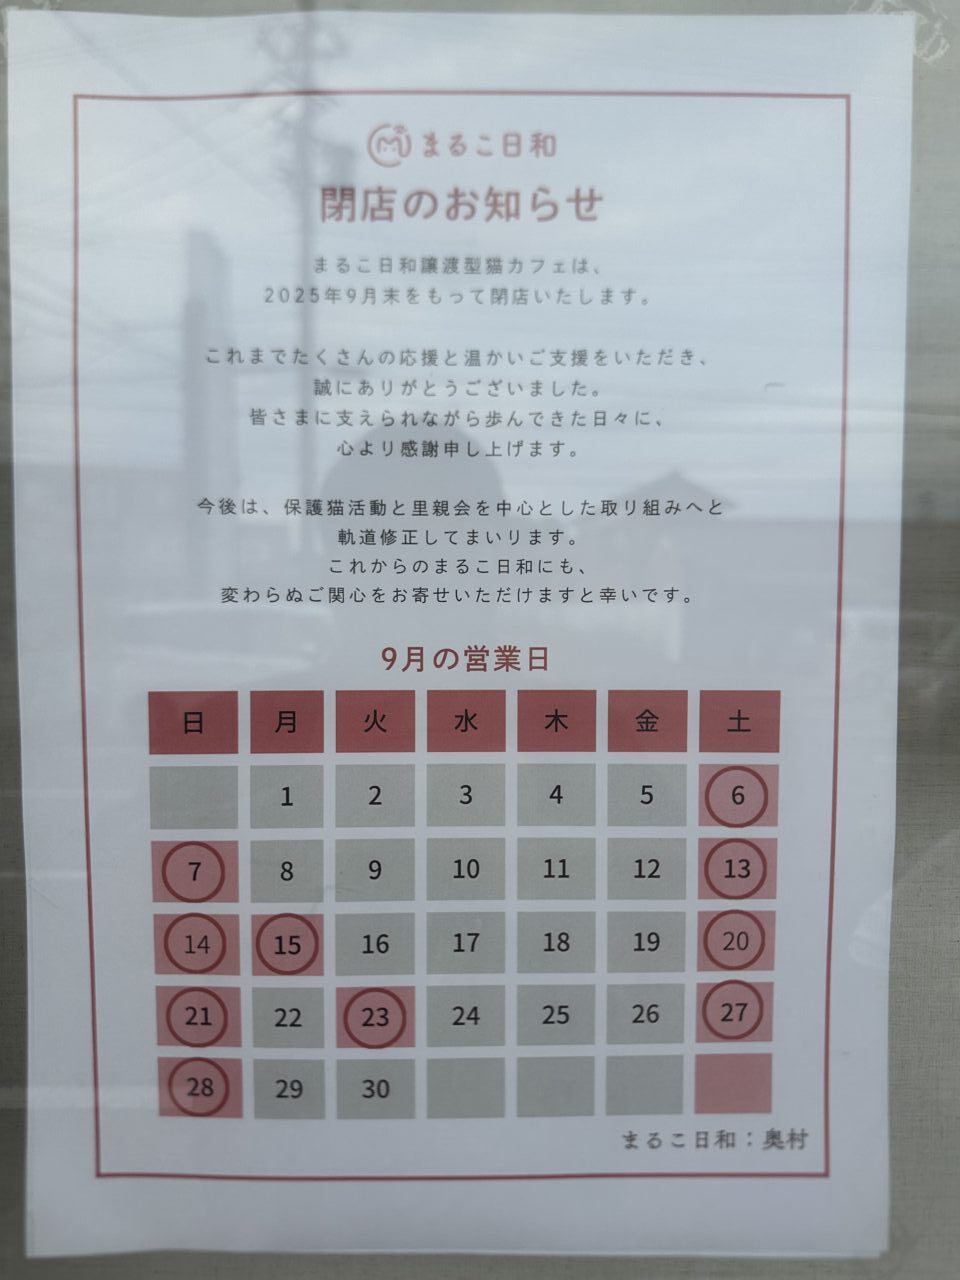 まるこ日和
閉店のお知らせ
まるこ日和譲渡型猫カフェは、
2025年9月末をもって閉店いたします。
これまでたくさんの応援と温かいご支援をいただき、
誠にありがとうございました。
皆さまに支えられながら歩んできた日々に、
心より感謝申し上げます。
今後は、保護猫活動と里親会を中心とした取り組みへと
軌道修正してまいります。
これからのまるこ日和にも、
変わらぬご関心をお寄せいただけますと幸いです。
9月の営業日
日 月 火 水 木 金 土
1 2 3 4 5 6
7 8 9 10 11 12 13
14 15 16 17 18 19 20
21 22 23 24 25 26 27
28 29 30
まるこ日和：奥村